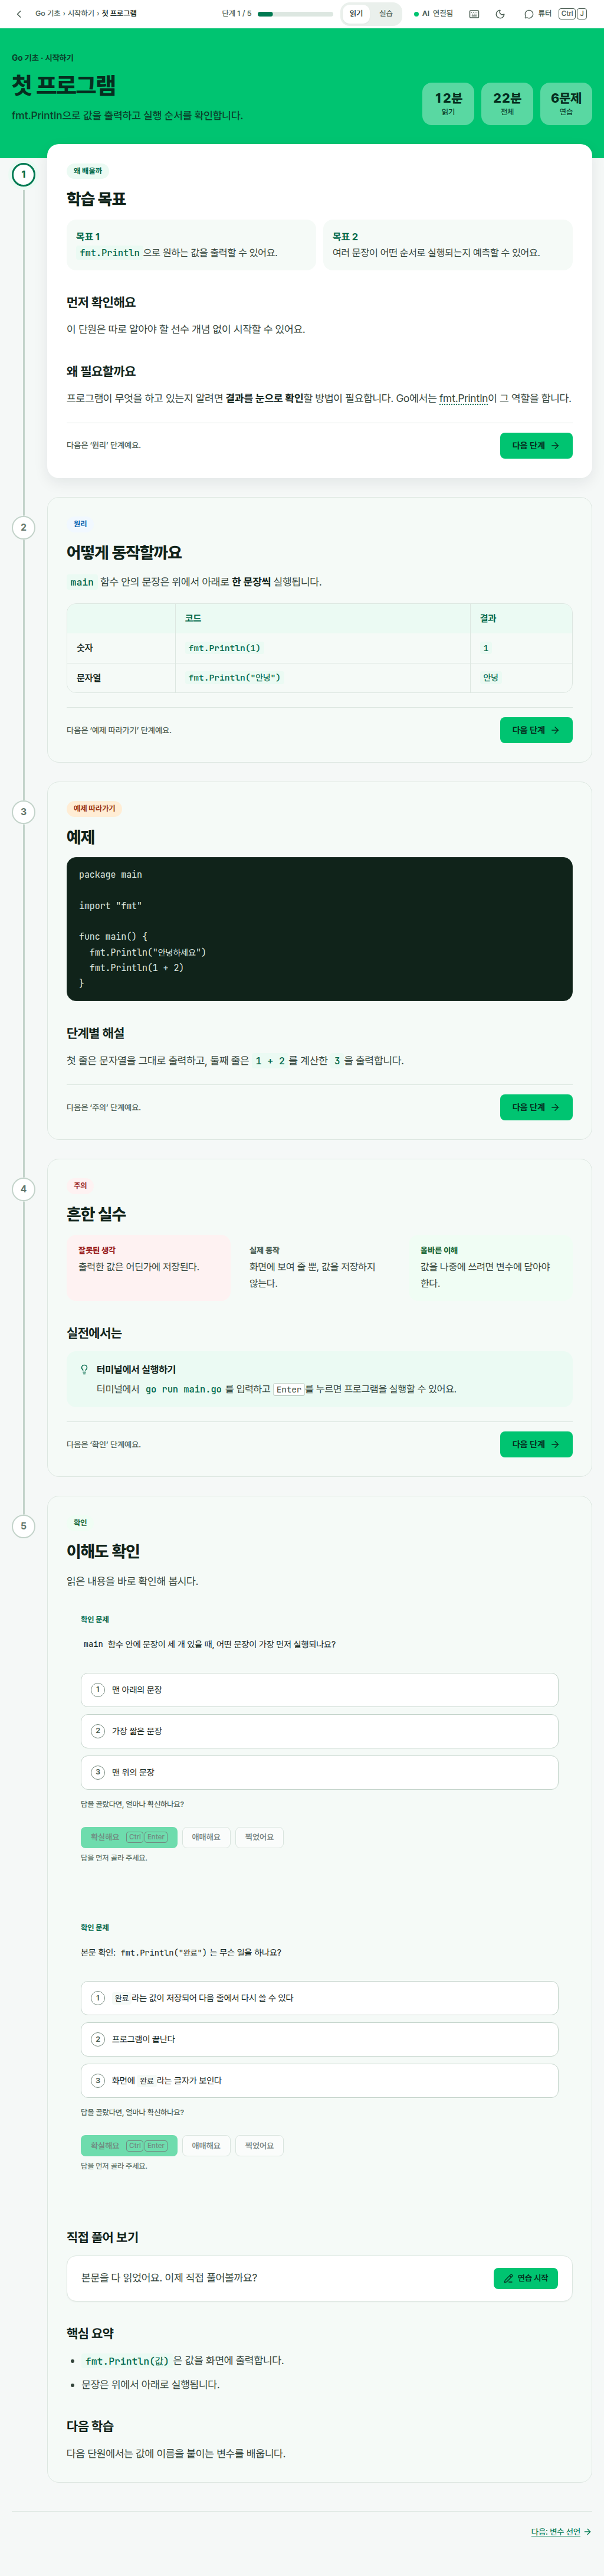 Go 기초 › 시작하기 › 첫 프로그램
단계 1 / 5
읽기 실습
AI 연결됨
튜터 Ctrl J
Go 기초 · 시작하기
첫 프로그램
fmt.Println으로 값을 출력하고 실행 순서를 확인합니다.
12분
읽기
22분
전체
6문제
연습
1
왜 배울까
학습 목표
목표 1
fmt.Println 으로 원하는 값을 출력할 수 있어요.
목표 2
여러 문장이 어떤 순서로 실행되는지 예측할 수 있어요.
먼저 확인해요
이 단원은 따로 알아야 할 선수 개념 없이 시작할 수 있어요.
왜 필요할까요
프로그램이 무엇을 하고 있는지 알려면 결과를 눈으로 확인할 방법이 필요합니다. Go에서는 fmt.Println이 그 역할을 합니다.
다음은 ‘원리’ 단계예요.
다음 단계 →
2
원리
어떻게 동작할까요
main 함수 안의 문장은 위에서 아래로 한 문장씩 실행됩니다.
코드 결과
숫자 fmt.Println(1) 1
문자열 fmt.Println("안녕") 안녕
다음은 ‘예제 따라가기’ 단계예요.
다음 단계 →
3
예제 따라가기
예제
package main
import "fmt"
func main() {
fmt.Println("안녕하세요")
fmt.Println(1 + 2)
}
단계별 해설
첫 줄은 문자열을 그대로 출력하고, 둘째 줄은 1 + 2 를 계산한 3 을 출력합니다.
다음은 ‘주의’ 단계예요.
다음 단계 →
4
주의
흔한 실수
잘못된 생각
출력한 값은 어딘가에 저장된다.
실제 동작
화면에 보여 줄 뿐, 값을 저장하지
않는다.
올바른 이해
값을 나중에 쓰려면 변수에 담아야
한다.
실전에서는
터미널에서 실행하기
터미널에서 go run main.go 를 입력하고 Enter 를 누르면 프로그램을 실행할 수 있어요.
다음은 ‘확인’ 단계예요.
다음 단계 →
5
확인
이해도 확인
읽은 내용을 바로 확인해 봅시다.
확인 문제
main 함수 안에 문장이 세 개 있을 때, 어떤 문장이 가장 먼저 실행되나요?
1 맨 아래의 문장
2 가장 짧은 문장
3 맨 위의 문장
답을 골랐다면, 얼마나 확신하나요?
확실해요 Ctrl Enter 애매해요 찍었어요
답을 먼저 골라 주세요.
확인 문제
본문 확인: fmt.Println("완료") 는 무슨 일을 하나요?
1 완료 라는 값이 저장되어 다음 줄에서 다시 쓸 수 있다
2 프로그램이 끝난다
3 화면에 완료 라는 글자가 보인다
답을 골랐다면, 얼마나 확신하나요?
확실해요 Ctrl Enter 애매해요 찍었어요
답을 먼저 골라 주세요.
직접 풀어 보기
본문을 다 읽었어요. 이제 직접 풀어볼까요?
연습 시작
핵심 요약
• fmt.Println(값) 은 값을 화면에 출력합니다.
• 문장은 위에서 아래로 실행됩니다.
다음 학습
다음 단원에서는 값에 이름을 붙이는 변수를 배웁니다.
다음: 변수 선언 →